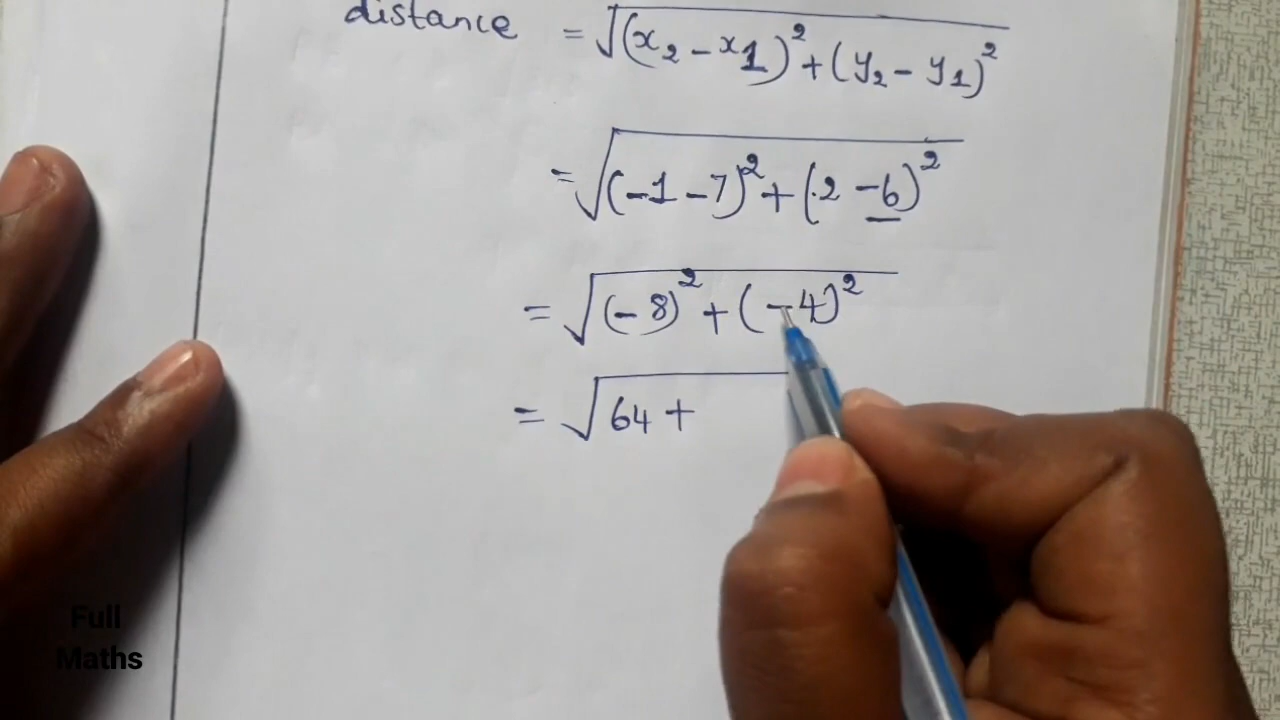 distance = √(x₂ - x₁)² + (y₂ - y₁)²
= √(-1 - 7)² + (2 - 6)²
= √(-8)² + (-4)²
= √64 +
Full
Maths